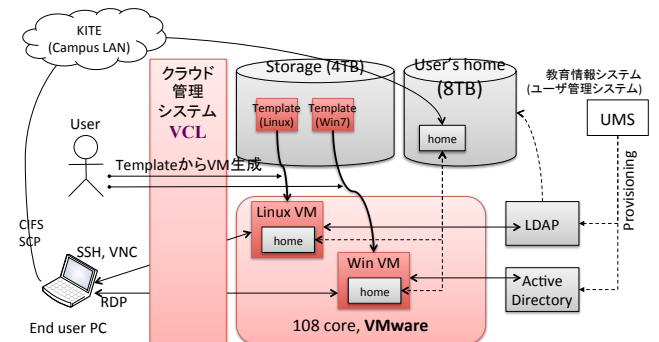 KITE
(Campus LAN)
クラウド
管理
システム
VCL
Storage (4TB)
Template
(Linux)
Template
(Win7)
User's home
(8TB)
home
教育情報システム
(ユーザ管理システム)
UMS
User
TemplateからVM生成
Provisioning
Linux VM
home
LDAP
CIFS
SCP
SSH, VNC
Win VM
home
Active
Directory
RDP
End user PC
108 core, VMware